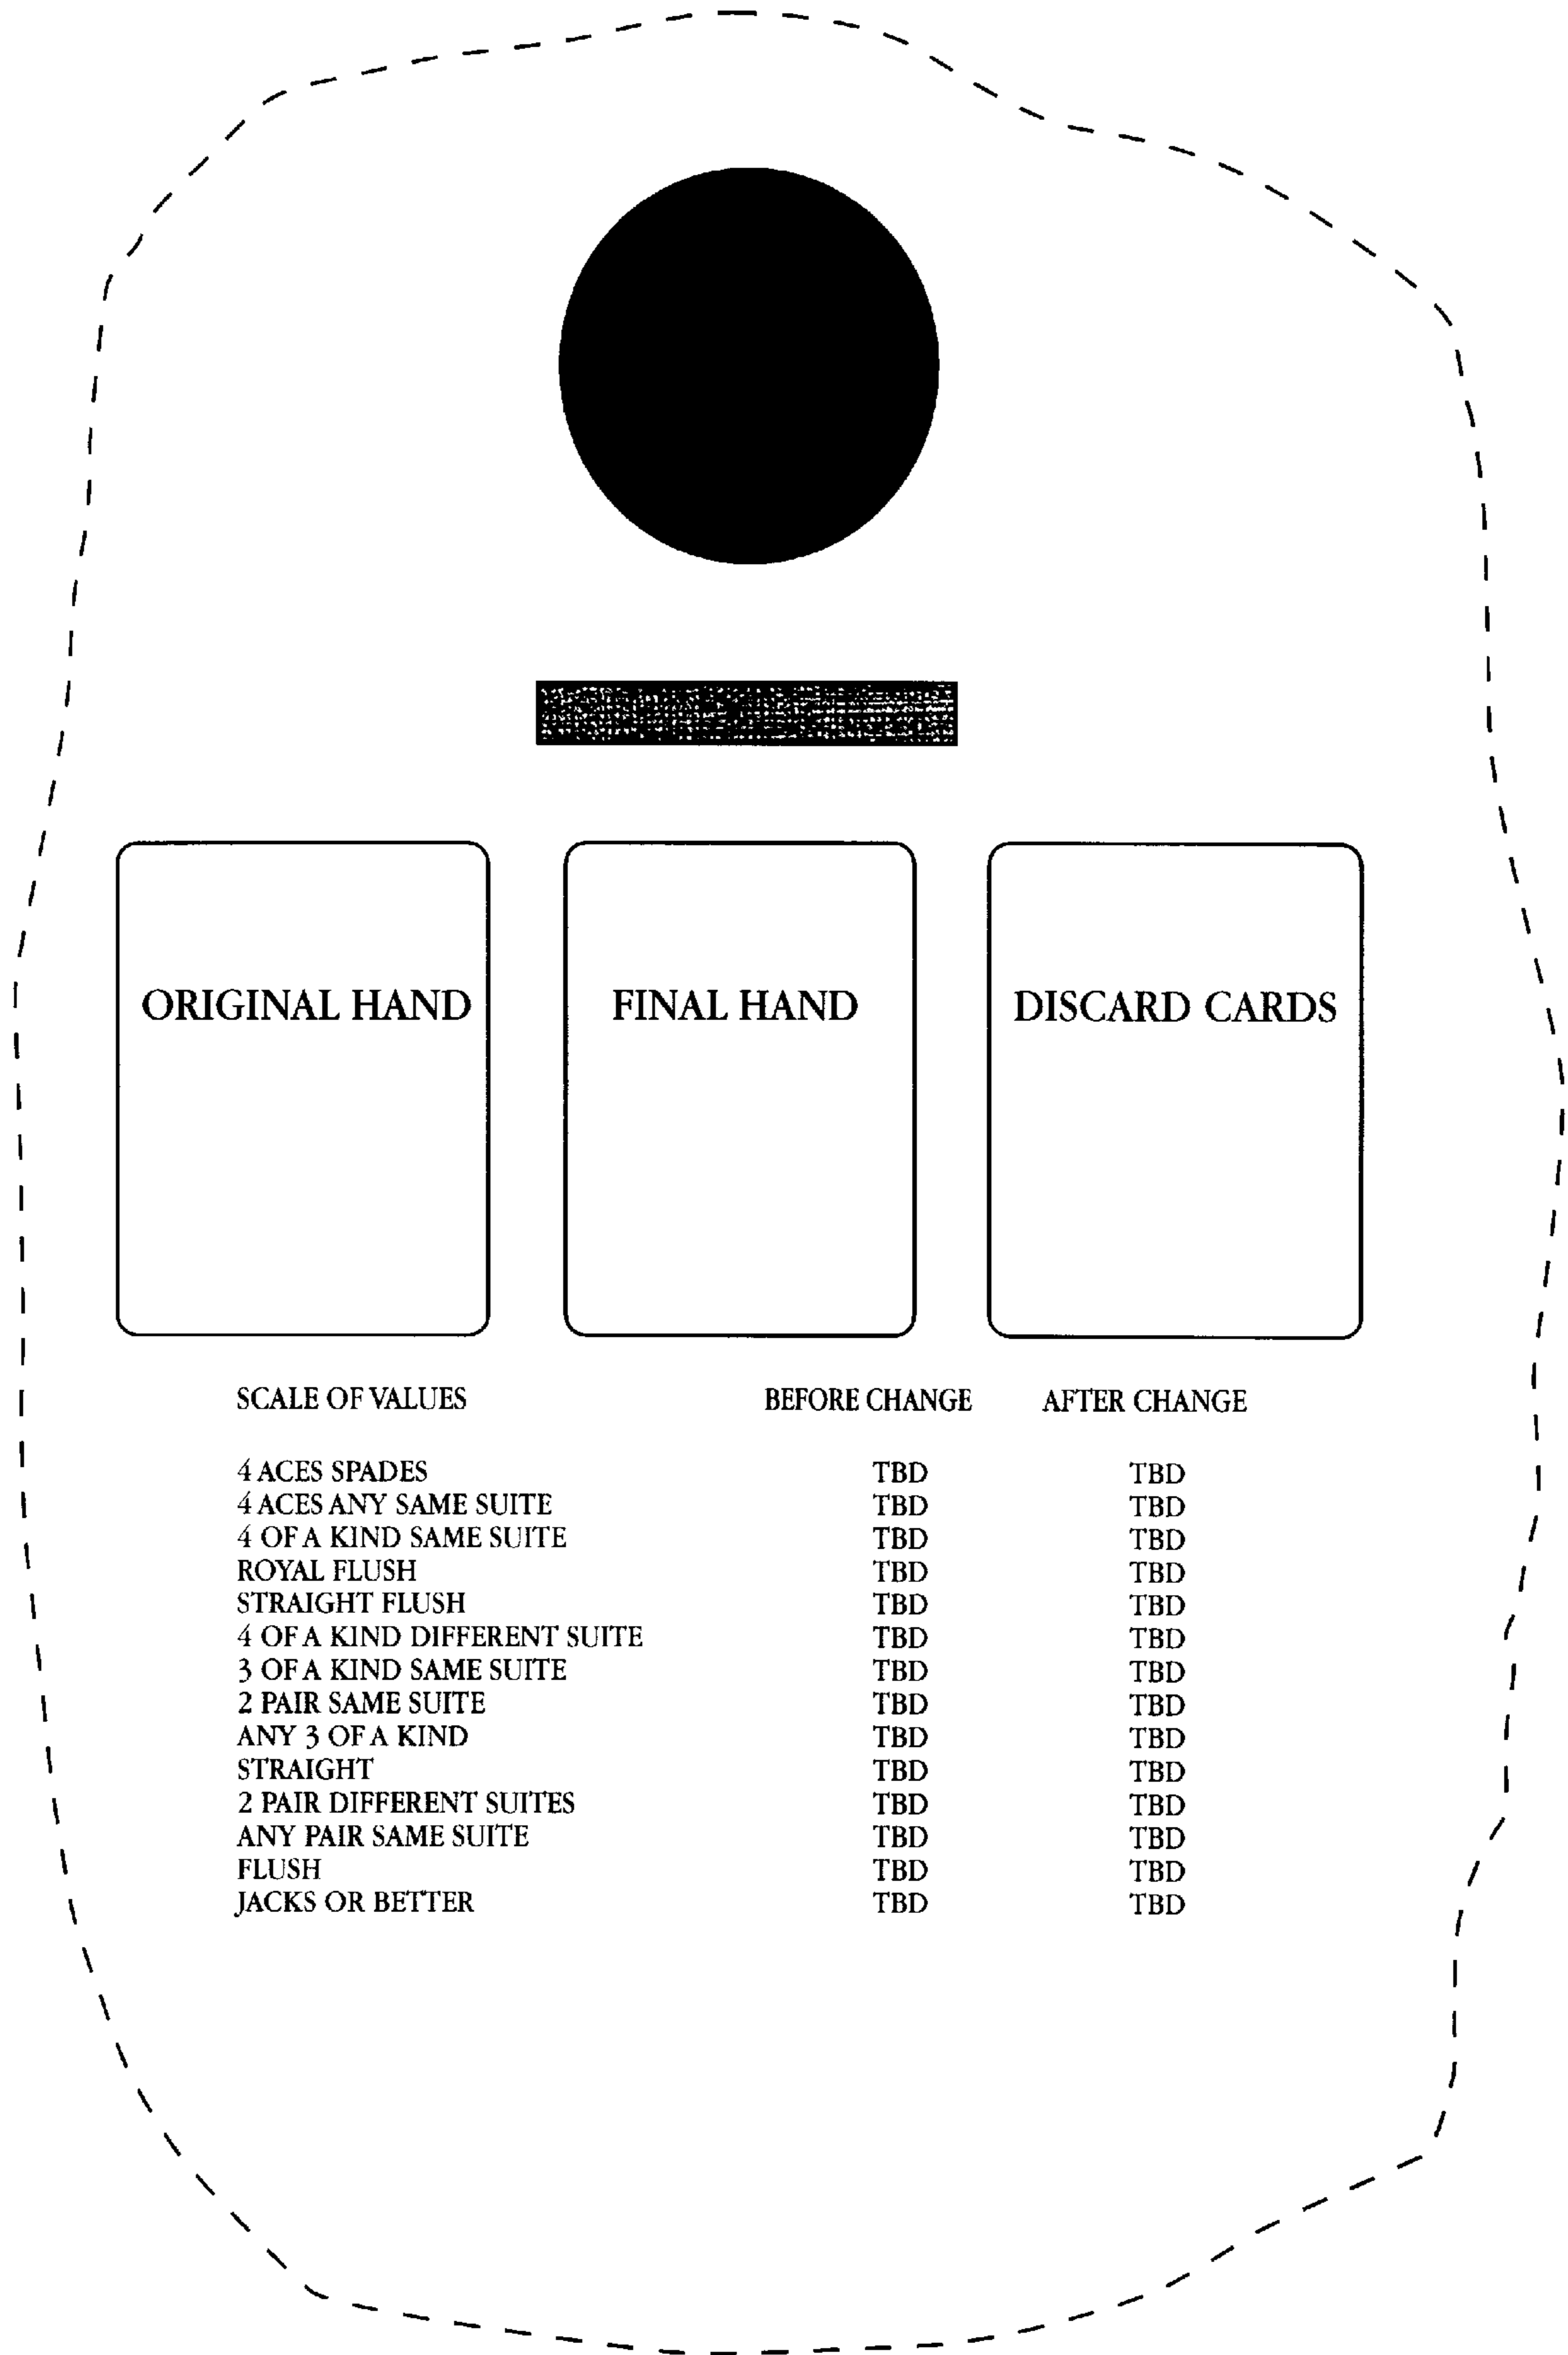 ORIGINAL HAND FINAL HAND DISCARD CARDS
SCALE OF VALUES BEFORE CHANGE AFTER CHANGE
4 ACES SPADES TBD TBD
4 ACES ANY SAME SUITE TBD TBD
4 OF A KIND SAME SUITE TBD TBD
ROYAL FLUSH TBD TBD
STRAIGHT FLUSH TBD TBD
4 OF A KIND DIFFERENT SUITE TBD TBD
3 OF A KIND SAME SUITE TBD TBD
2 PAIR SAME SUITE TBD TBD
ANY 3 OF A KIND TBD TBD
STRAIGHT TBD TBD
2 PAIR DIFFERENT SUITES TBD TBD
ANY PAIR SAME SUITE TBD TBD
FLUSH TBD TBD
JACKS OR BETTER TBD TBD